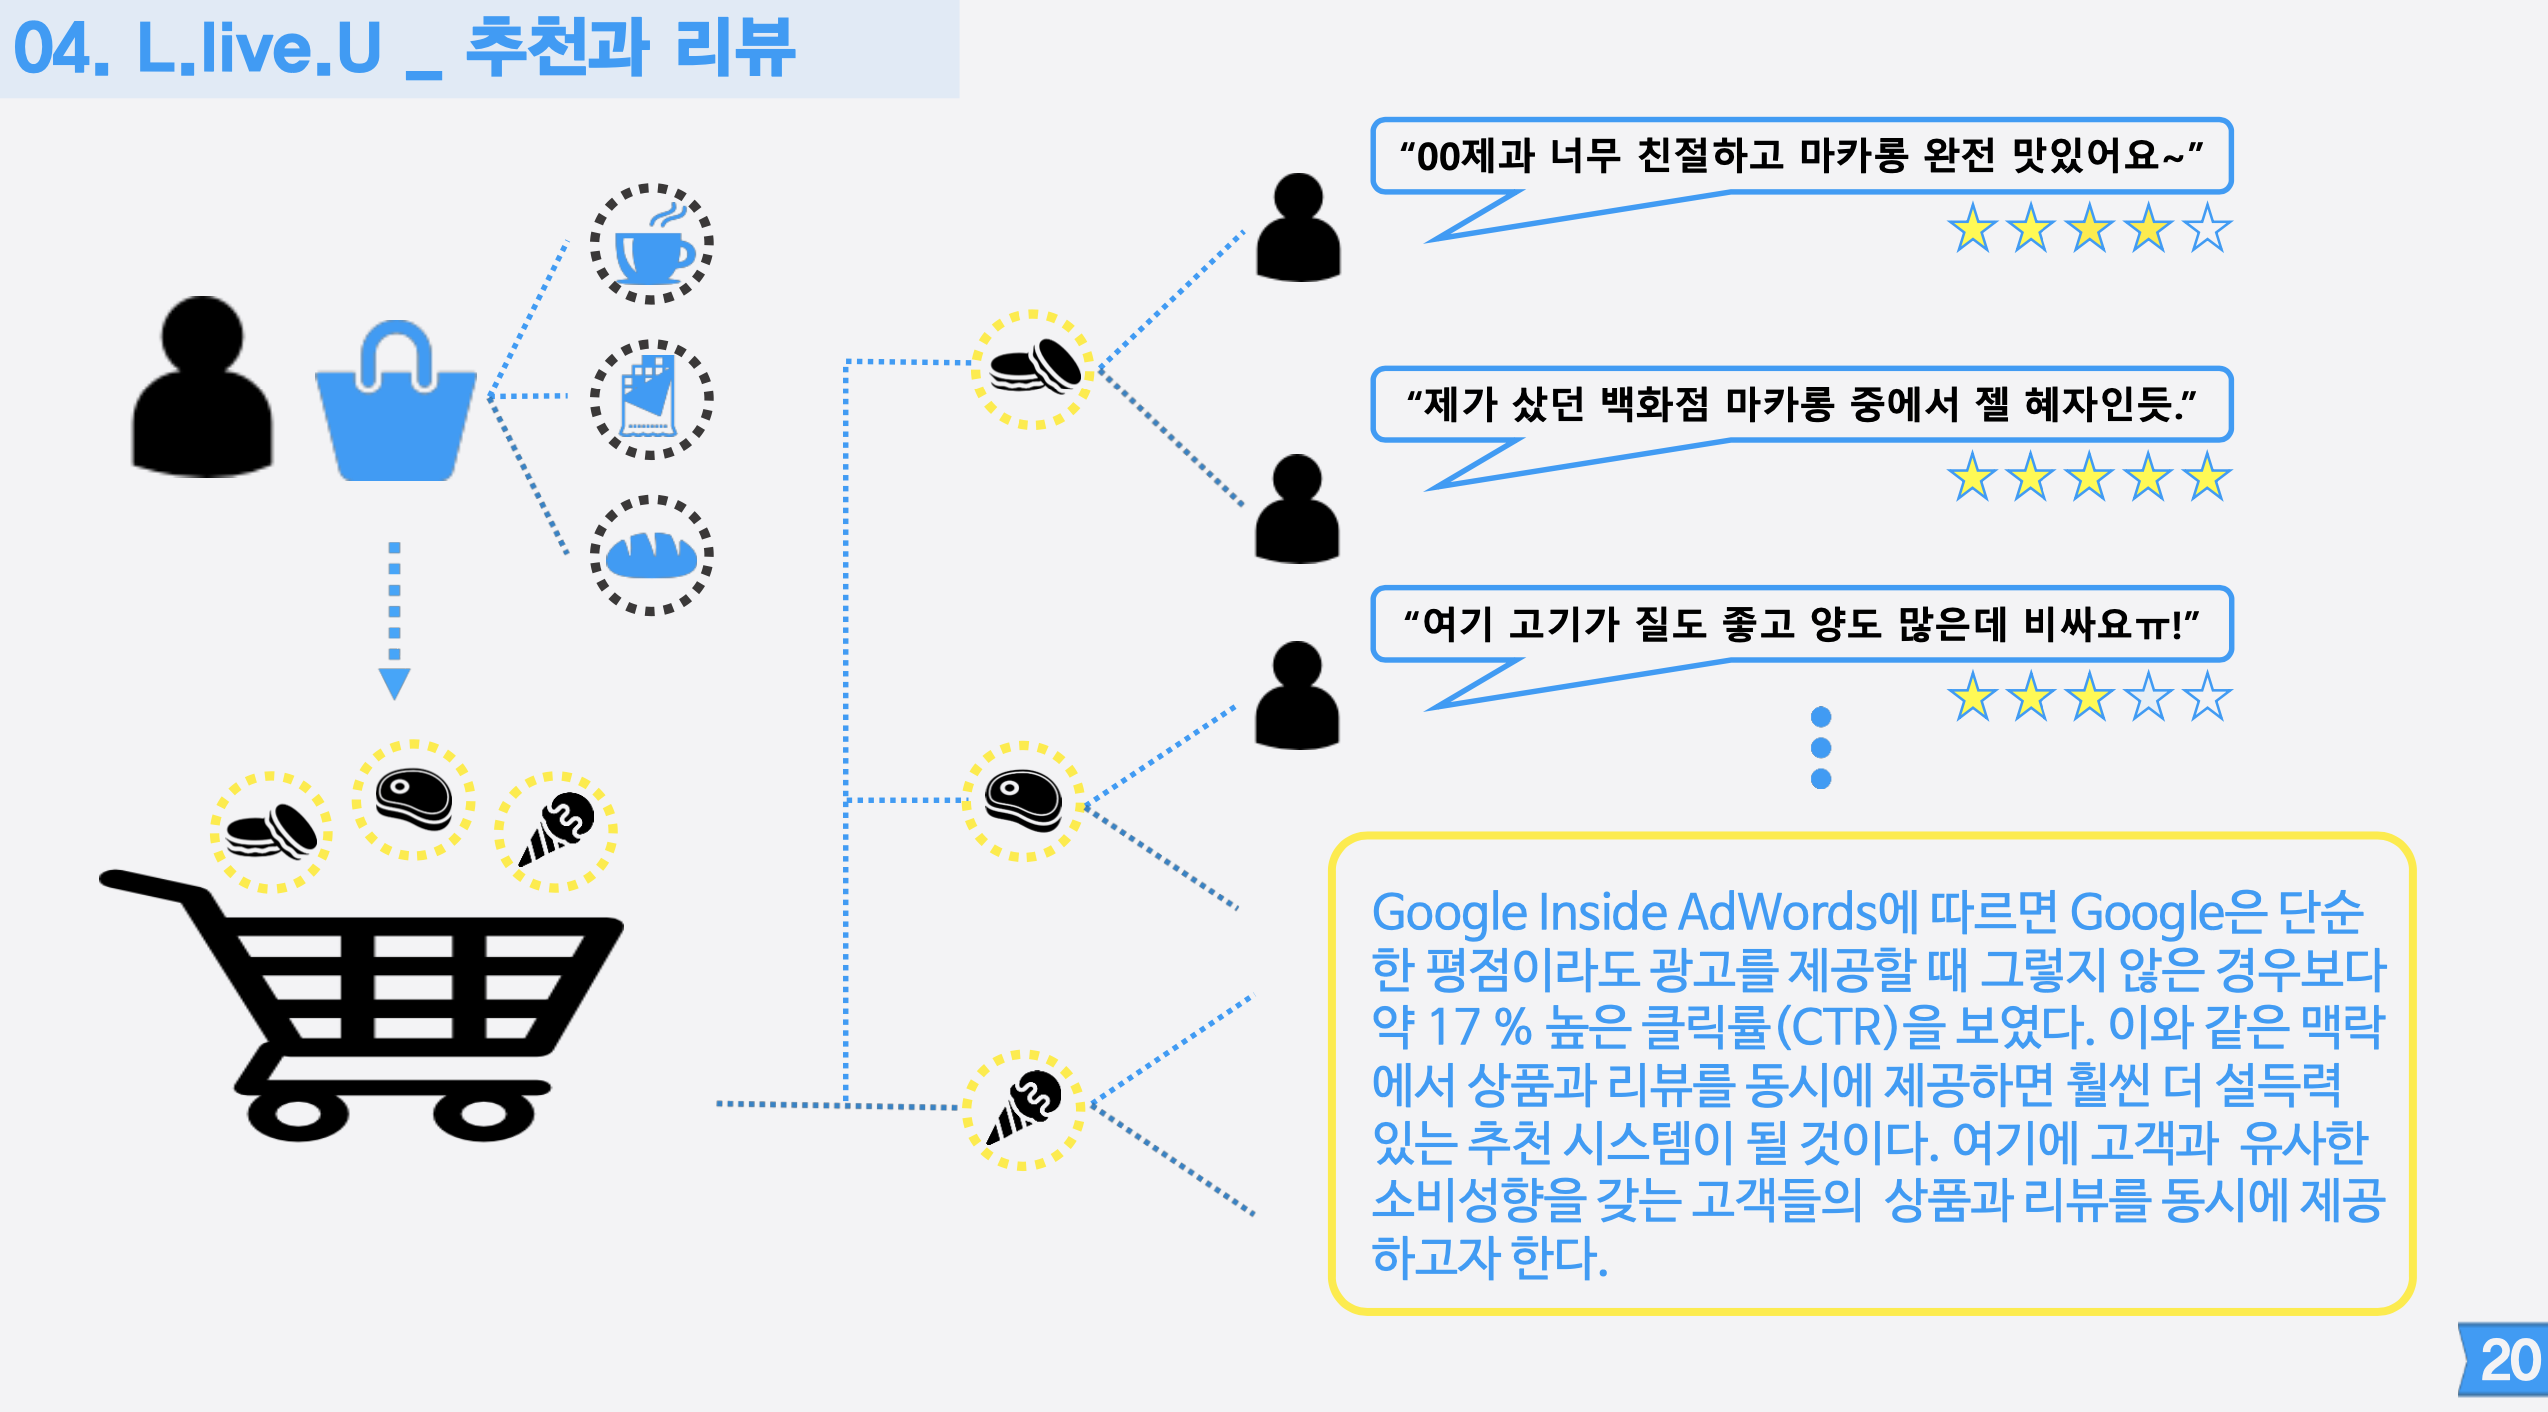 04. L.live.U _ 추천과 리뷰
“00제과 너무 친절하고 마카롱 완전 맛있어요~”
“제가 샀던 백화점 마카롱 중에서 젤 혜자인듯.”
“여기 고기가 질도 좋고 양도 많은데 비싸요ㅠ!”
Google Inside AdWords에 따르면 Google은 단순
한 평점이라도 광고를 제공할 때 그렇지 않은 경우보다
약 17 % 높은 클릭률(CTR)을 보였다. 이와 같은 맥락
에서 상품과 리뷰를 동시에 제공하면 훨씬 더 설득력
있는 추천 시스템이 될 것이다. 여기에 고객과 유사한
소비성향을 갖는 고객들의 상품과 리뷰를 동시에 제공
하고자 한다.
20